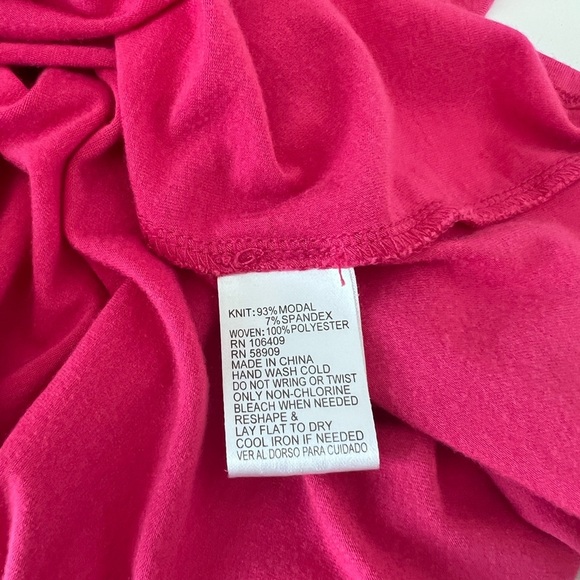 KNIT:93%MODAL
7%SPANDEX
WOVEN:100%POLYESTER
RN 106409
RN 58909
MADE IN CHINA
HAND WASH COLD
DO NOT WRING OR TWIST
ONLY NON-CHLORINE
BLEACH WHEN NEEDED
RESHAPE &
LAY FLAT TO DRY
COOL IRON IF NEEDED
VER AL DORSO PARA CUIDADO